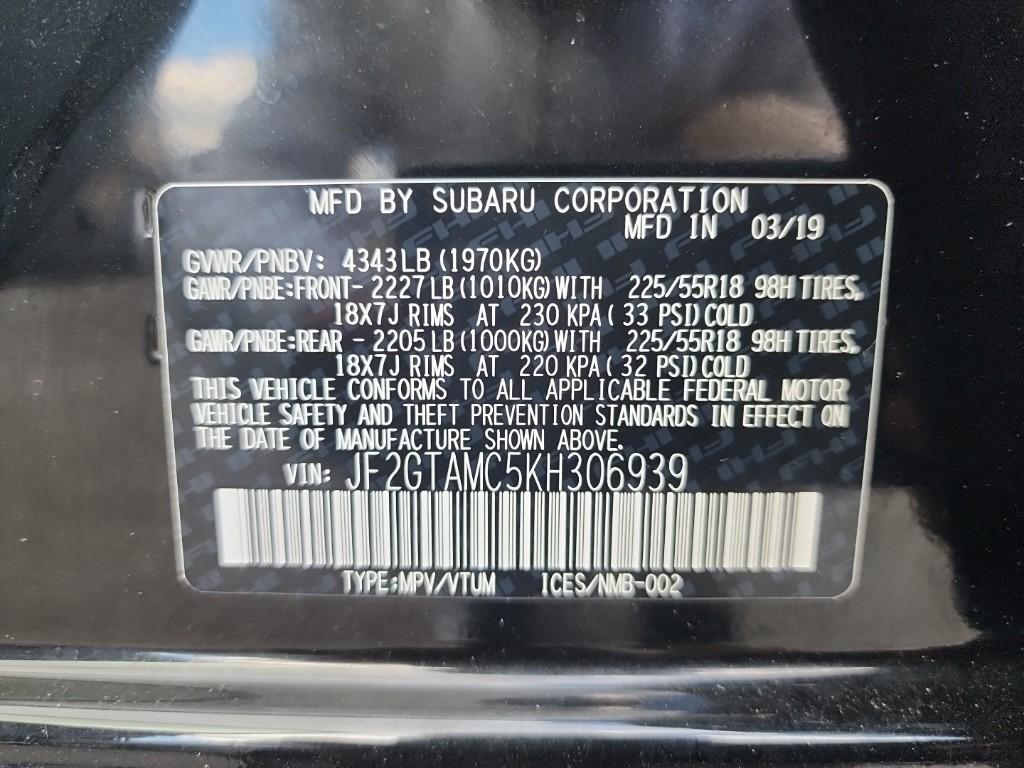 MFD BY SUBARU CORPORATION
MFD IN 03/19
GVWR/PNBV: 4343LB (1970KG)
GAWR/PNBE:FRONT- 2227LB(1010KG)WITH 225/55R18 98H TIRES,
18X7J RIMS AT 230 KPA( 33 PSI)COLD
GAWR/PNBE:REAR - 2205LB(1000KG)WITH 225/55R18 98H TIRES,
18X7J RIMS AT 220 KPA( 32 PSI)COLD
THIS VEHICLE CONFORMS TO ALL APPLICABLE FEDERAL MOTOR
VEHICLE SAFETY AND THEFT PREVENTION STANDARDS IN EFFECT ON
THE DATE OF MANUFACTURE SHOWN ABOVE.
VIN: JF2GTAMC5KH306939
TYPE:MPV/VTUM ICES/NMB-002